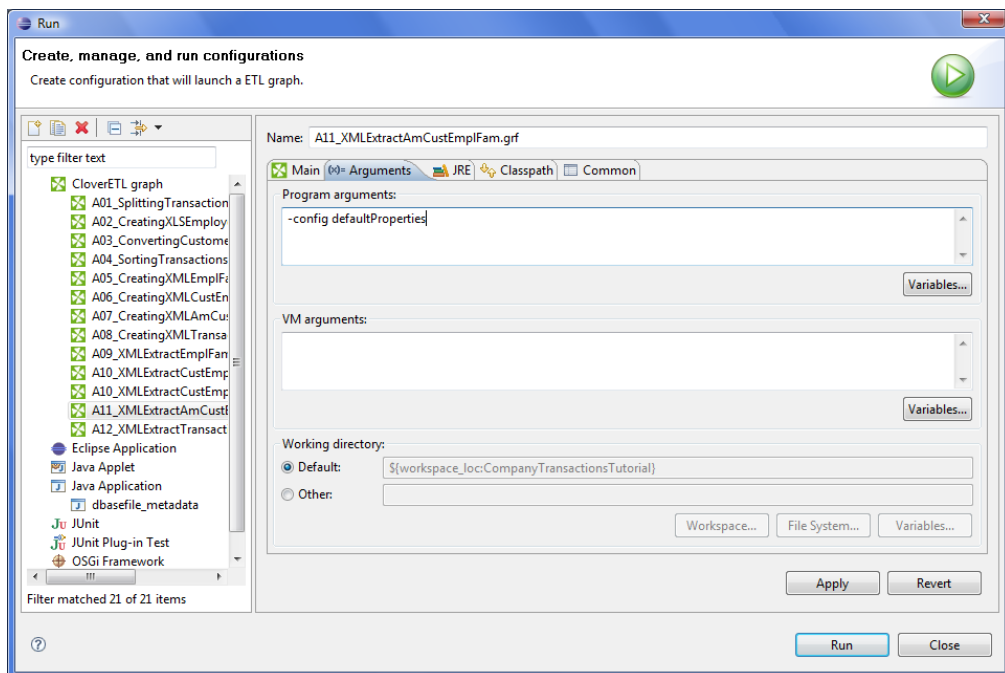 Run
Create, manage, and run configurations
Create configuration that will launch a ETL graph.
type filter text
CloverETL graph
A01_SplittingTransaction
A02_CreatingXLSEmploy
A03_ConvertingCustome
A04_SortingTransactions
A05_CreatingXMLEmplFa
A06_CreatingXMLCustEn
A07_CreatingXMLAmCus
A08_CreatingXMLTransa
A09_XMLExtractEmplFan
A10_XMLExtractCustEmp
A10_XMLExtractCustEmp
A11_XMLExtractAmCustE
A12_XMLExtractTransact
Eclipse Application
Java Applet
Java Application
dbasefile_metadata
JUnit
JUnit Plug-in Test
OSGi Framework
Filter matched 21 of 21 items
Name: A11_XMLExtractAmCustEmplFam.grf
Main (x)= Arguments JRE Classpath Common
Program arguments:
-config defaultProperties
Variables...
VM arguments:
Variables...
Working directory:
Default: ${workspace_loc:CompanyTransactionsTutorial}
Other:
Workspace... File System... Variables...
Apply Revert
Run Close